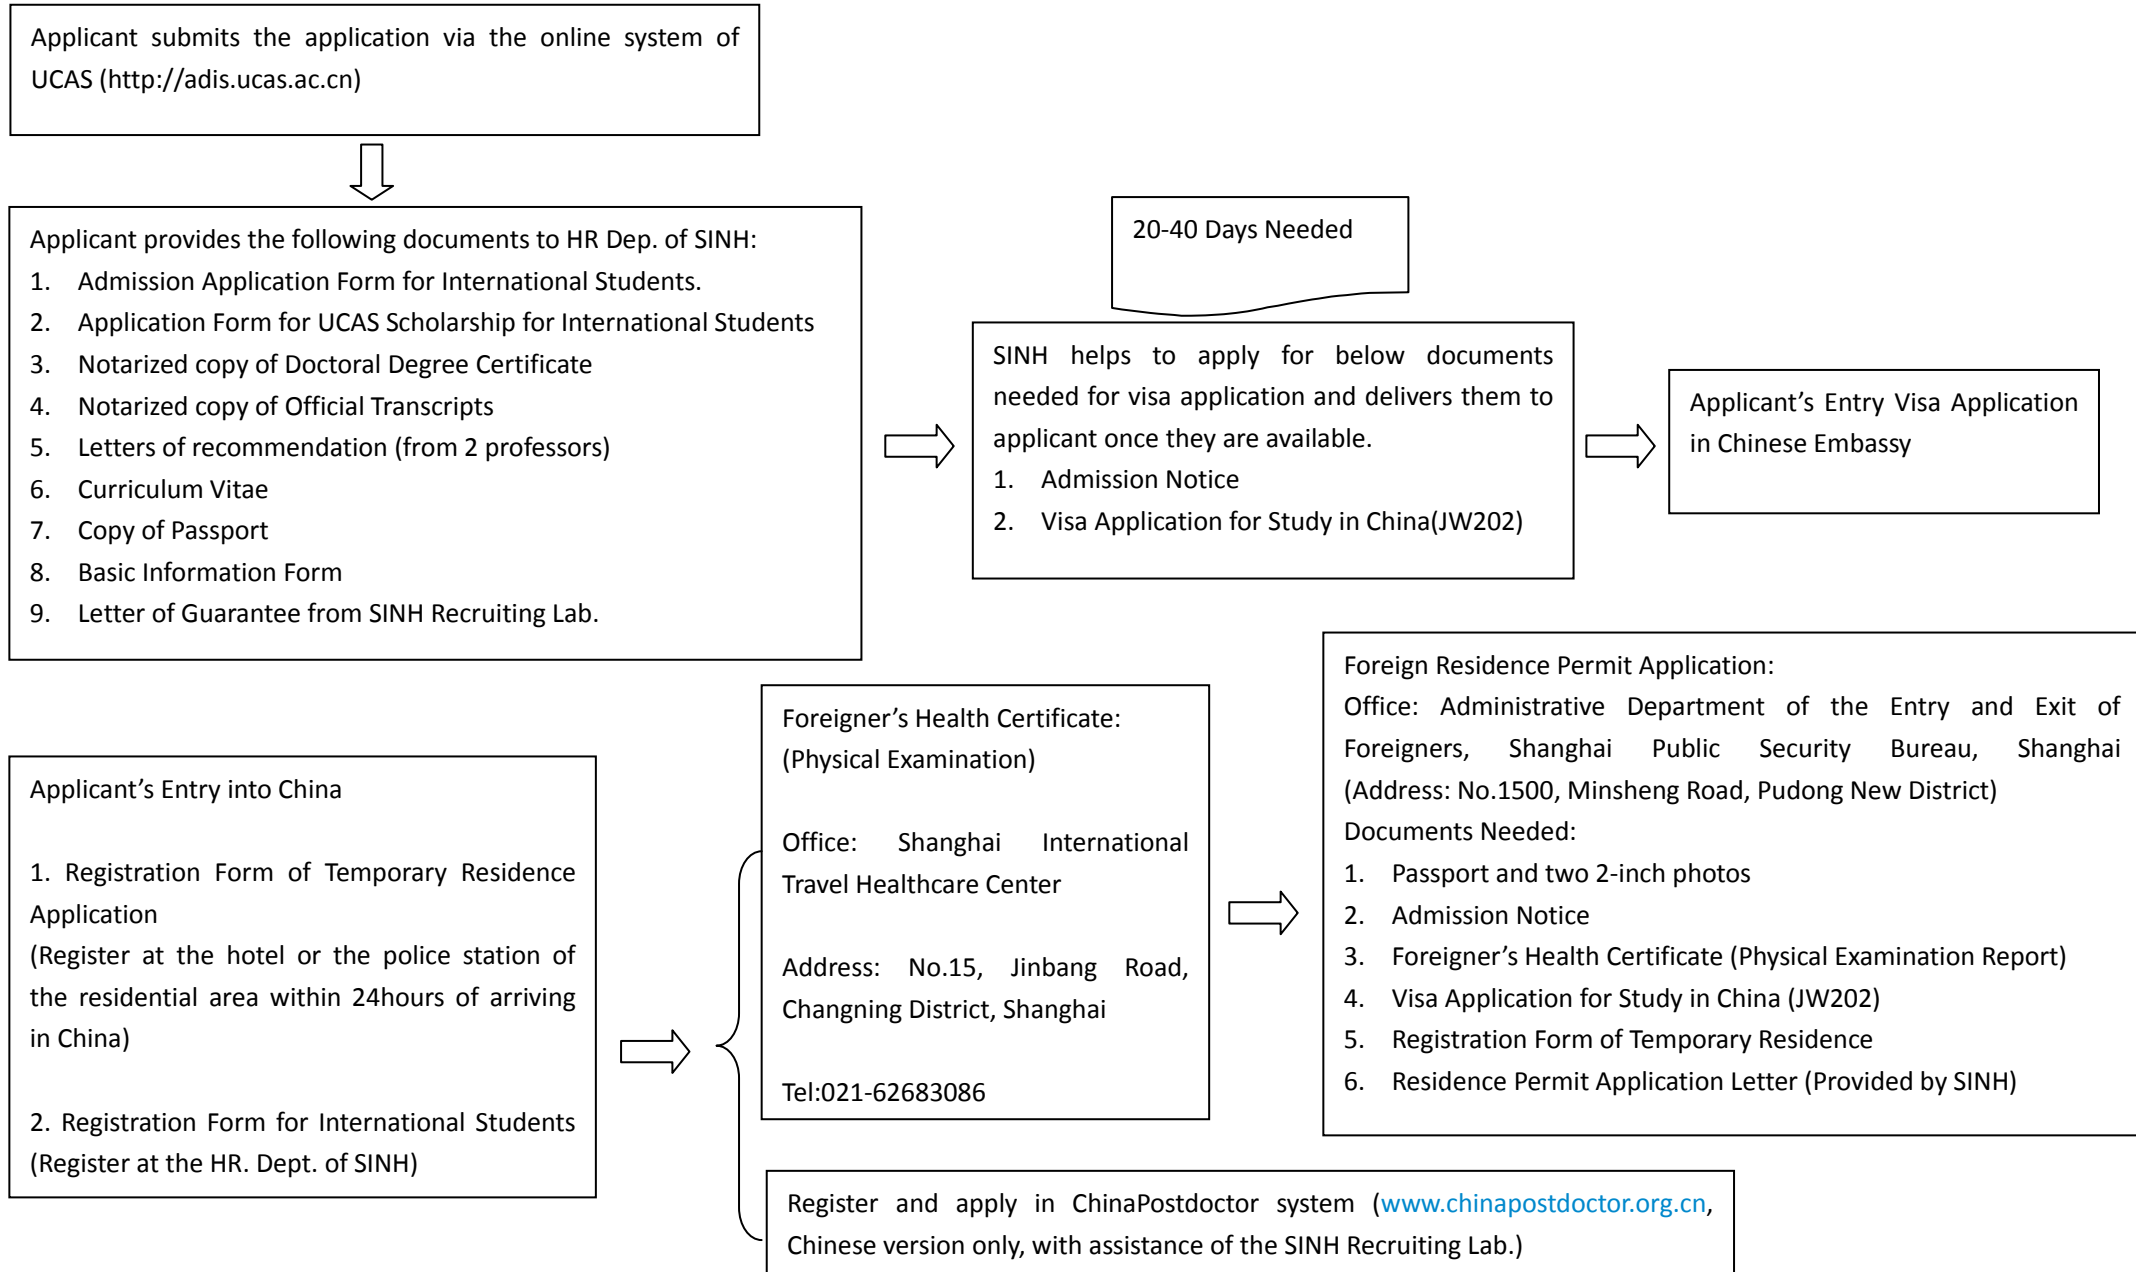 Applicant submits the application via the online system of
UCAS (http://adis.ucas.ac.cn)
Applicant provides the following documents to HR Dep. of SINH:
1. Admission Application Form for International Students.
2. Application Form for UCAS Scholarship for International Students
3. Notarized copy of Doctoral Degree Certificate
4. Notarized copy of Official Transcripts
5. Letters of recommendation (from 2 professors)
6. Curriculum Vitae
7. Copy of Passport
8. Basic Information Form
9. Letter of Guarantee from SINH Recruiting Lab.
20-40 Days Needed
SINH helps to apply for below documents
needed for visa application and delivers them to
applicant once they are available.
1. Admission Notice
2. Visa Application for Study in China(JW202)
Applicant’s Entry Visa Application
in Chinese Embassy
Applicant’s Entry into China
1. Registration Form of Temporary Residence
Application
(Register at the hotel or the police station of
the residential area within 24hours of arriving
in China)
2. Registration Form for International Students
(Register at the HR. Dept. of SINH)
Foreigner’s Health Certificate:
(Physical Examination)
Office: Shanghai International
Travel Healthcare Center
Address: No.15, Jinbang Road,
Changning District, Shanghai
Tel:021-62683086
Register and apply in ChinaPostdoctor system (www.chinapostdoctor.org.cn,
Chinese version only, with assistance of the SINH Recruiting Lab.)
Foreign Residence Permit Application:
Office: Administrative Department of the Entry and Exit of
Foreigners, Shanghai Public Security Bureau, Shanghai
(Address: No.1500, Minsheng Road, Pudong New District)
Documents Needed:
1. Passport and two 2-inch photos
2. Admission Notice
3. Foreigner’s Health Certificate (Physical Examination Report)
4. Visa Application for Study in China (JW202)
5. Registration Form of Temporary Residence
6. Residence Permit Application Letter (Provided by SINH)